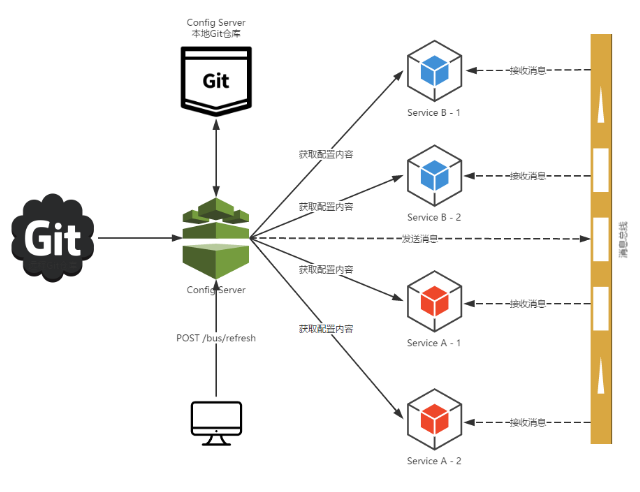 Config Server
本地Git仓库
Git
接收消息
Service B - 1
获取配置内容
接收消息
获取配置内容
Service B - 2
Git
发送消息
消息总线
获取配置内容
Config Server
接收消息
获取配置内容
POST /bus/refresh
Service A - 1
接收消息
Service A - 2